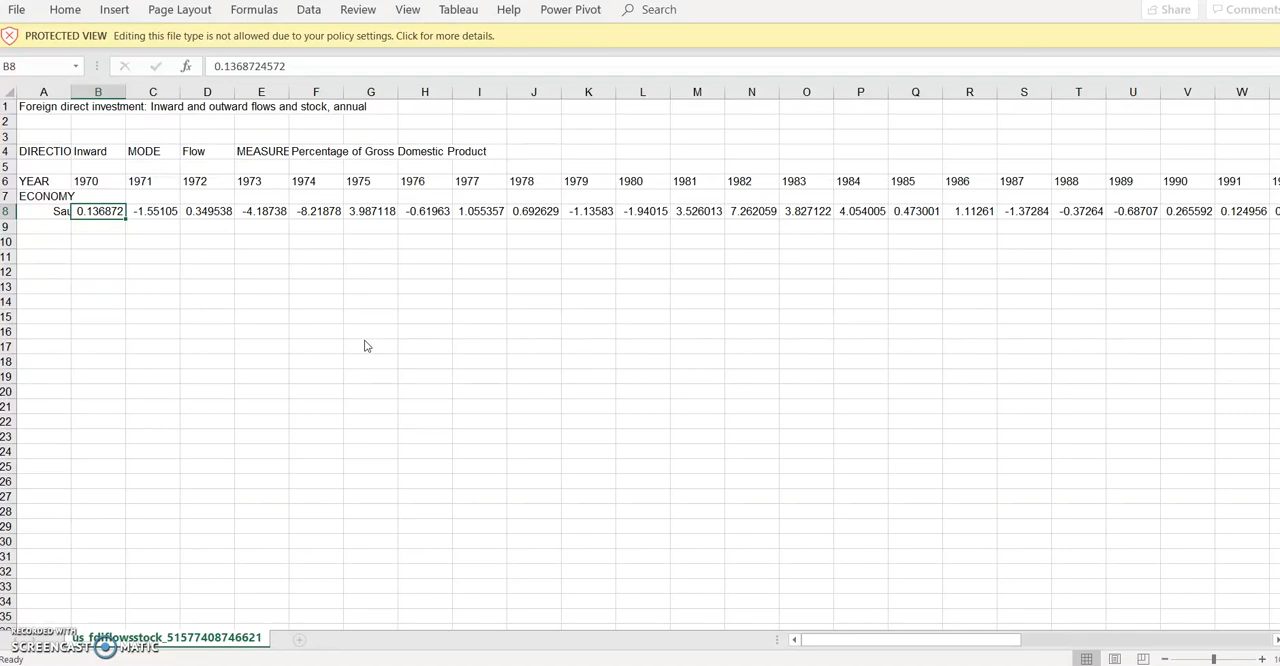 File Home Insert Page Layout Formulas Data Review View Tableau Help Power Pivot Search Share Comments
PROTECTED VIEW Editing this file type is not allowed due to your policy settings. Click for more details.
B8 fx 0.1368724572
A B C D E F G H I J K L M N O P Q R S T U V W
1 Foreign direct investment: Inward and outward flows and stock, annual
2
3
4 DIRECTIO Inward MODE Flow MEASURE Percentage of Gross Domestic Product
5
6 YEAR 1970 1971 1972 1973 1974 1975 1976 1977 1978 1979 1980 1981 1982 1983 1984 1985 1986 1987 1988 1989 1990 1991 19
7 ECONOMY
8 Sau 0.136872 -1.55105 0.349538 -4.18738 -8.21878 3.987118 -0.61963 1.055357 0.692629 -1.13583 -1.94015 3.526013 7.262059 3.827122 4.054005 0.473001 1.11261 -1.37284 -0.37264 -0.68707 0.265592 0.124956 0
9
10
11
12
13
14
15
16
17
18
19
20
21
22
23
24
25
26
27
28
29
30
31
32
33
34
35
RECORDED WITH
SCREENCAST MATIC
us_fdiflowsstock_51577408746621
Ready 10